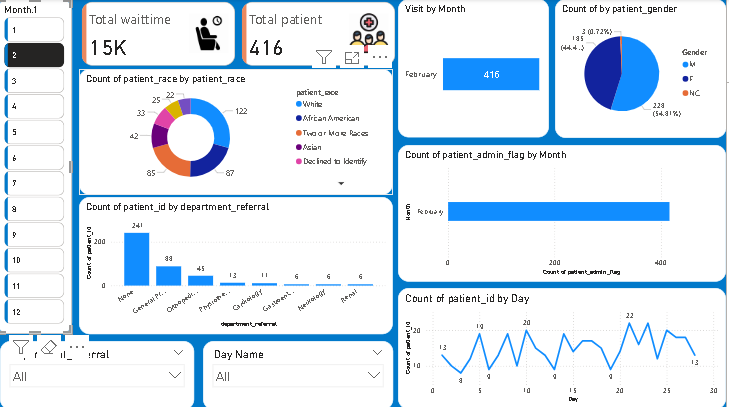 Month.1
1
2
3
4
5
6
7
8
9
10
11
12
Total waittime
15K
Total patient
416
Count of patient_race by patient_race
22
25
33
42
85
87
122
patient_race
White
African American
Two or More Races
Asian
Declined to Identify
Count of patient_id by department_referral
Count of patient_id
200
0
241
88
45
13
11
6
6
6
None
General Pr...
Orthopedi...
Physiothe...
Cardiology
Gastroent...
Neurology
Renal
department_referral
All
Day Name
All
Visit by Month
February
416
Count of by patient_gender
3 (0.72%)
185
(44.4...)
228
(54.81%)
Gender
M
F
NC
Count of patient_admin_flag by Month
Month
February
0
200
400
Count of patient_admin_flag
Count of patient_id by Day
Count of patient_id
20
10
13
8
19
9
20
9
9
22
13
0
5
10
15
20
25
30
Day